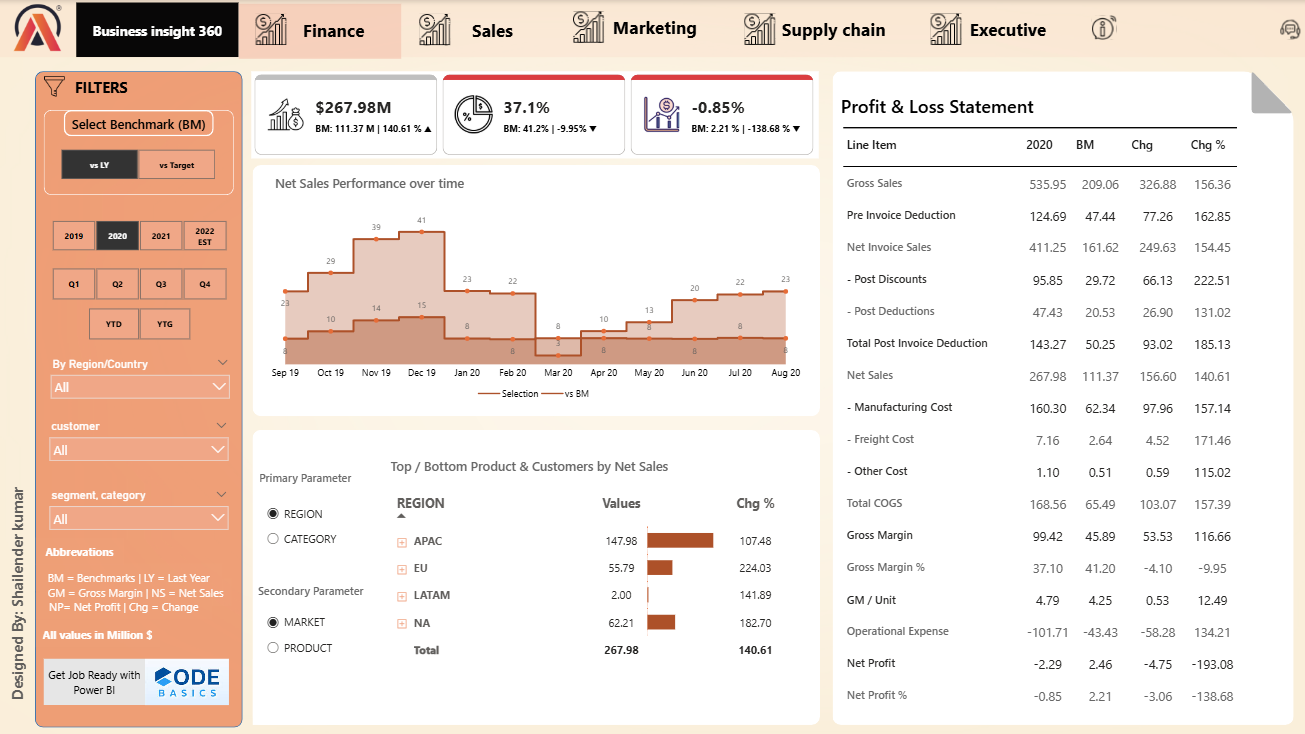 Business insight 360
Finance
Sales
Marketing
Supply chain
Executive
FILTERS
Select Benchmark (BM)
vs LY vs Target
2019 2020 2021 2022 EST
Q1 Q2 Q3 Q4
YTD YTG
By Region/Country
All
customer
All
segment, category
All
Abbrevations
BM = Benchmarks | LY = Last Year
GM = Gross Margin | NS = Net Sales
NP= Net Profit | Chg = Change
All values in Million $
Get Job Ready with
Power BI
CODE
BASICS
Designed By: Shailender kumar
$267.98M
BM: 111.37 M | 140.61 % ▲
37.1%
BM: 41.2% | -9.95% ▼
-0.85%
BM: 2.21 % | -138.68 % ▼
Net Sales Performance over time
23 29 39 41 23 22 3 10 13 20 22 23
8 10 14 15 8 8 8 8 8 8 8 8
Sep 19 Oct 19 Nov 19 Dec 19 Jan 20 Feb 20 Mar 20 Apr 20 May 20 Jun 20 Jul 20 Aug 20
Selection vs BM
Top / Bottom Product & Customers by Net Sales
Primary Parameter
REGION
CATEGORY
Secondary Parameter
MARKET
PRODUCT
REGION Values Chg %
APAC 147.98 107.48
EU 55.79 224.03
LATAM 2.00 141.89
NA 62.21 182.70
Total 267.98 140.61
Profit & Loss Statement
Line Item 2020 BM Chg Chg %
Gross Sales 535.95 209.06 326.88 156.36
Pre Invoice Deduction 124.69 47.44 77.26 162.85
Net Invoice Sales 411.25 161.62 249.63 154.45
- Post Discounts 95.85 29.72 66.13 222.51
- Post Deductions 47.43 20.53 26.90 131.02
Total Post Invoice Deduction 143.27 50.25 93.02 185.13
Net Sales 267.98 111.37 156.60 140.61
- Manufacturing Cost 160.30 62.34 97.96 157.14
- Freight Cost 7.16 2.64 4.52 171.46
- Other Cost 1.10 0.51 0.59 115.02
Total COGS 168.56 65.49 103.07 157.39
Gross Margin 99.42 45.89 53.53 116.66
Gross Margin % 37.10 41.20 -4.10 -9.95
GM / Unit 4.79 4.25 0.53 12.49
Operational Expense -101.71 -43.43 -58.28 134.21
Net Profit -2.29 2.46 -4.75 -193.08
Net Profit % -0.85 2.21 -3.06 -138.68